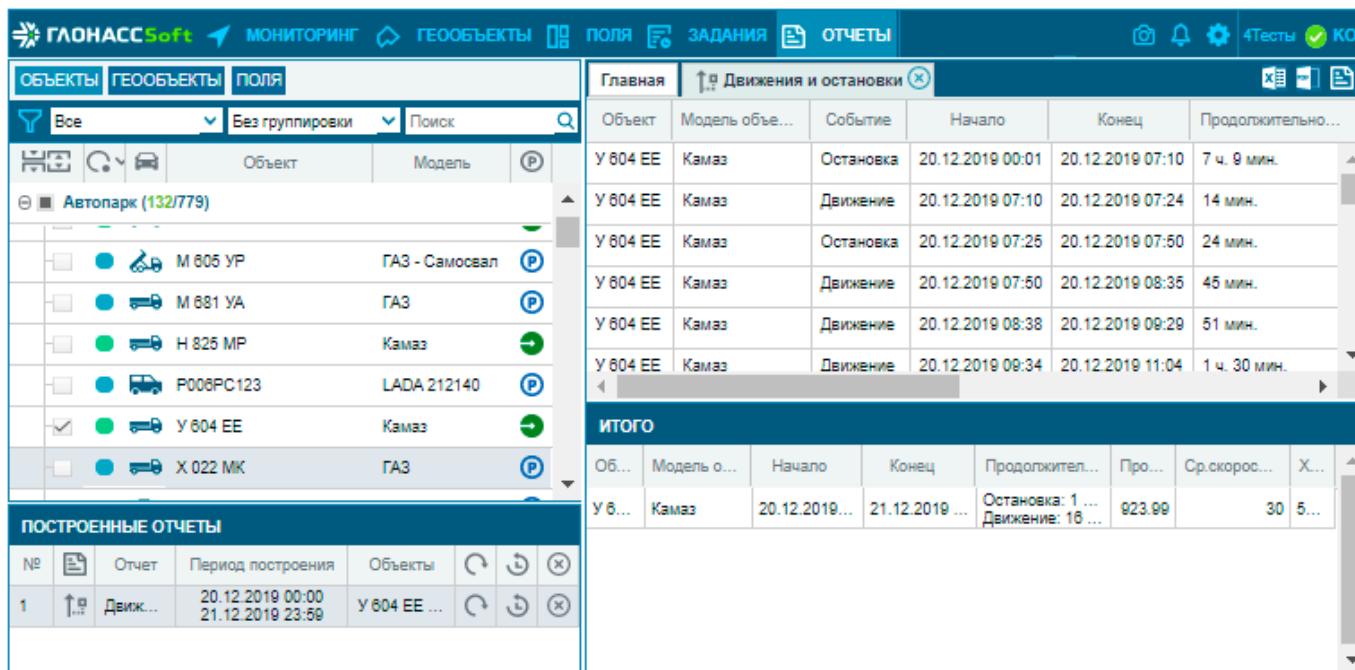 ГЛОНАССSoft МОНИТОРИНГ ГЕООБЪЕКТЫ ПОЛЯ ЗАДАНИЯ ОТЧЕТЫ 4Тесты КО
ОБЪЕКТЫ ГЕООБЪЕКТЫ ПОЛЯ
Все Без группировки Поиск
Объект Модель P
Автопарк (132/779)
М 605 УР ГАЗ - Самосвал P
М 681 УА ГАЗ P
Н 825 МР Камаз
Р006РС123 LADA 212140 P
У 604 ЕЕ Камаз
Х 022 МК ГАЗ P
ПОСТРОЕННЫЕ ОТЧЕТЫ
№ Отчет Период построения Объекты
1 Движ... 20.12.2019 00:00 У 604 ЕЕ ...
21.12.2019 23:59
Главная Движения и остановки
Объект Модель объе... Событие Начало Конец Продолжительно...
У 604 ЕЕ Камаз Остановка 20.12.2019 00:01 20.12.2019 07:10 7 ч. 9 мин.
У 604 ЕЕ Камаз Движение 20.12.2019 07:10 20.12.2019 07:24 14 мин.
У 604 ЕЕ Камаз Остановка 20.12.2019 07:25 20.12.2019 07:50 24 мин.
У 604 ЕЕ Камаз Движение 20.12.2019 07:50 20.12.2019 08:35 45 мин.
У 604 ЕЕ Камаз Движение 20.12.2019 08:38 20.12.2019 09:29 51 мин.
У 604 ЕЕ Камаз Движение 20.12.2019 09:34 20.12.2019 11:04 1 ч. 30 мин.
ИТОГО
Об... Модель о... Начало Конец Продолжител... Про... Ср.скорос... Х...
У 6... Камаз 20.12.2019... 21.12.2019 ... Остановка: 1 ... 923.99 30 5...
Движение: 16 ...